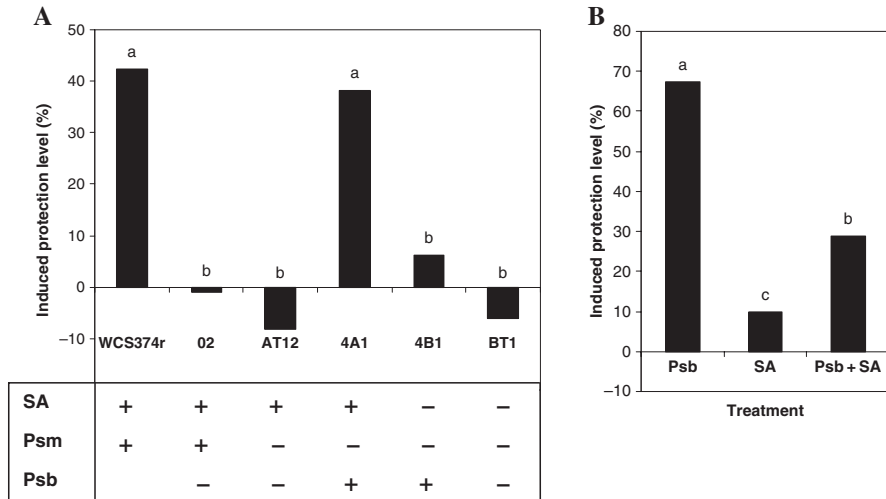 A
Induced protection level (%)
50
40
30
20
10
0
−10
a
b
b
a
b
b
WCS374r 02 AT12 4A1 4B1 BT1
SA + + + + − −
Psm + + − − − −
Psb − − + + −
B
Induced protection level (%)
80
70
60
50
40
30
20
10
0
−10
a
c
b
Psb SA Psb + SA
Treatment